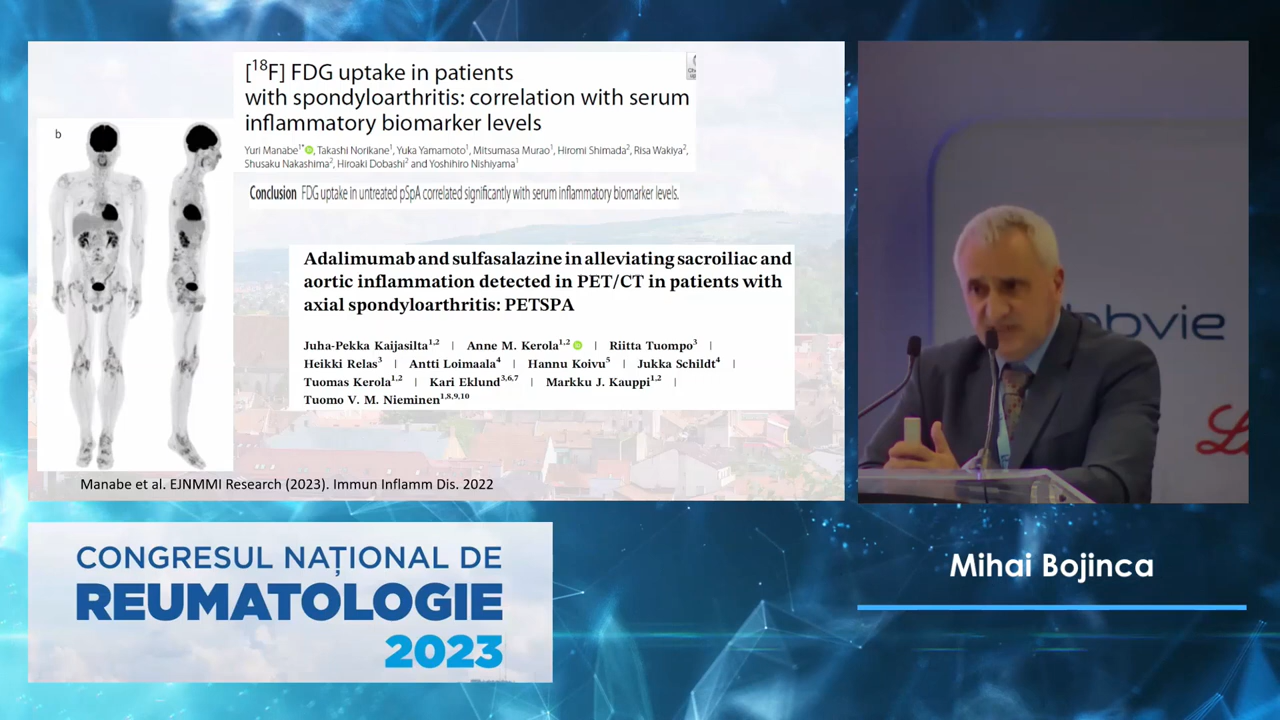 b
[18F] FDG uptake in patients
with spondyloarthritis: correlation with serum
inflammatory biomarker levels
Yuri Manabe1*, Takashi Norikane1, Yuka Yamamoto1, Mitsumasa Murao1, Hiromi Shimada2, Risa Wakiya2,
Shusaku Nakashima2, Hiroaki Dobashi2 and Yoshihiro Nishiyama1
Conclusion FDG uptake in untreated pSpA correlated significantly with serum inflammatory biomarker levels.
Adalimumab and sulfasalazine in alleviating sacroiliac and
aortic inflammation detected in PET/CT in patients with
axial spondyloarthritis: PETSPA
Juha-Pekka Kaijasilta1,2 | Anne M. Kerola1,2 | Riitta Tuompo3 |
Heikki Relas3 | Antti Loimaala4 | Hannu Koivu5 | Jukka Schildt4 |
Tuomas Kerola1,2 | Kari Eklund3,6,7 | Markku J. Kauppi1,2 |
Tuomo V. M. Nieminen1,8,9,10
Manabe et al. EJNMMI Research (2023). Immun Inflamm Dis. 2022
bbvie
CONGRESUL NAȚIONAL DE
REUMATOLOGIE
2023
Mihai Bojinca